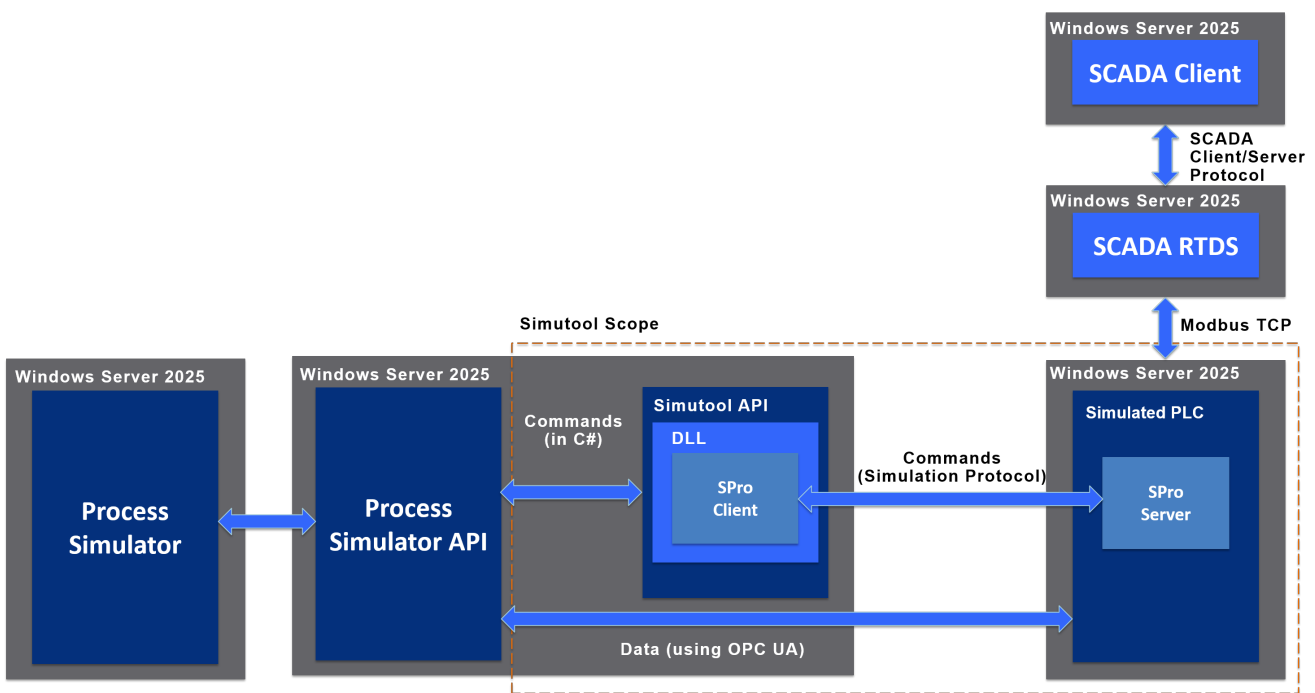 Windows Server 2025
SCADA Client
SCADA
Client/Server
Protocol
Windows Server 2025
SCADA RTDS
Modbus TCP
Simutool Scope
Windows Server 2025
Process
Simulator
Windows Server 2025
Process
Simulator API
Commands
(in C#)
Simutool API
DLL
SPro
Client
Commands
(Simulation Protocol)
Windows Server 2025
Simulated PLC
SPro
Server
Data (using OPC UA)